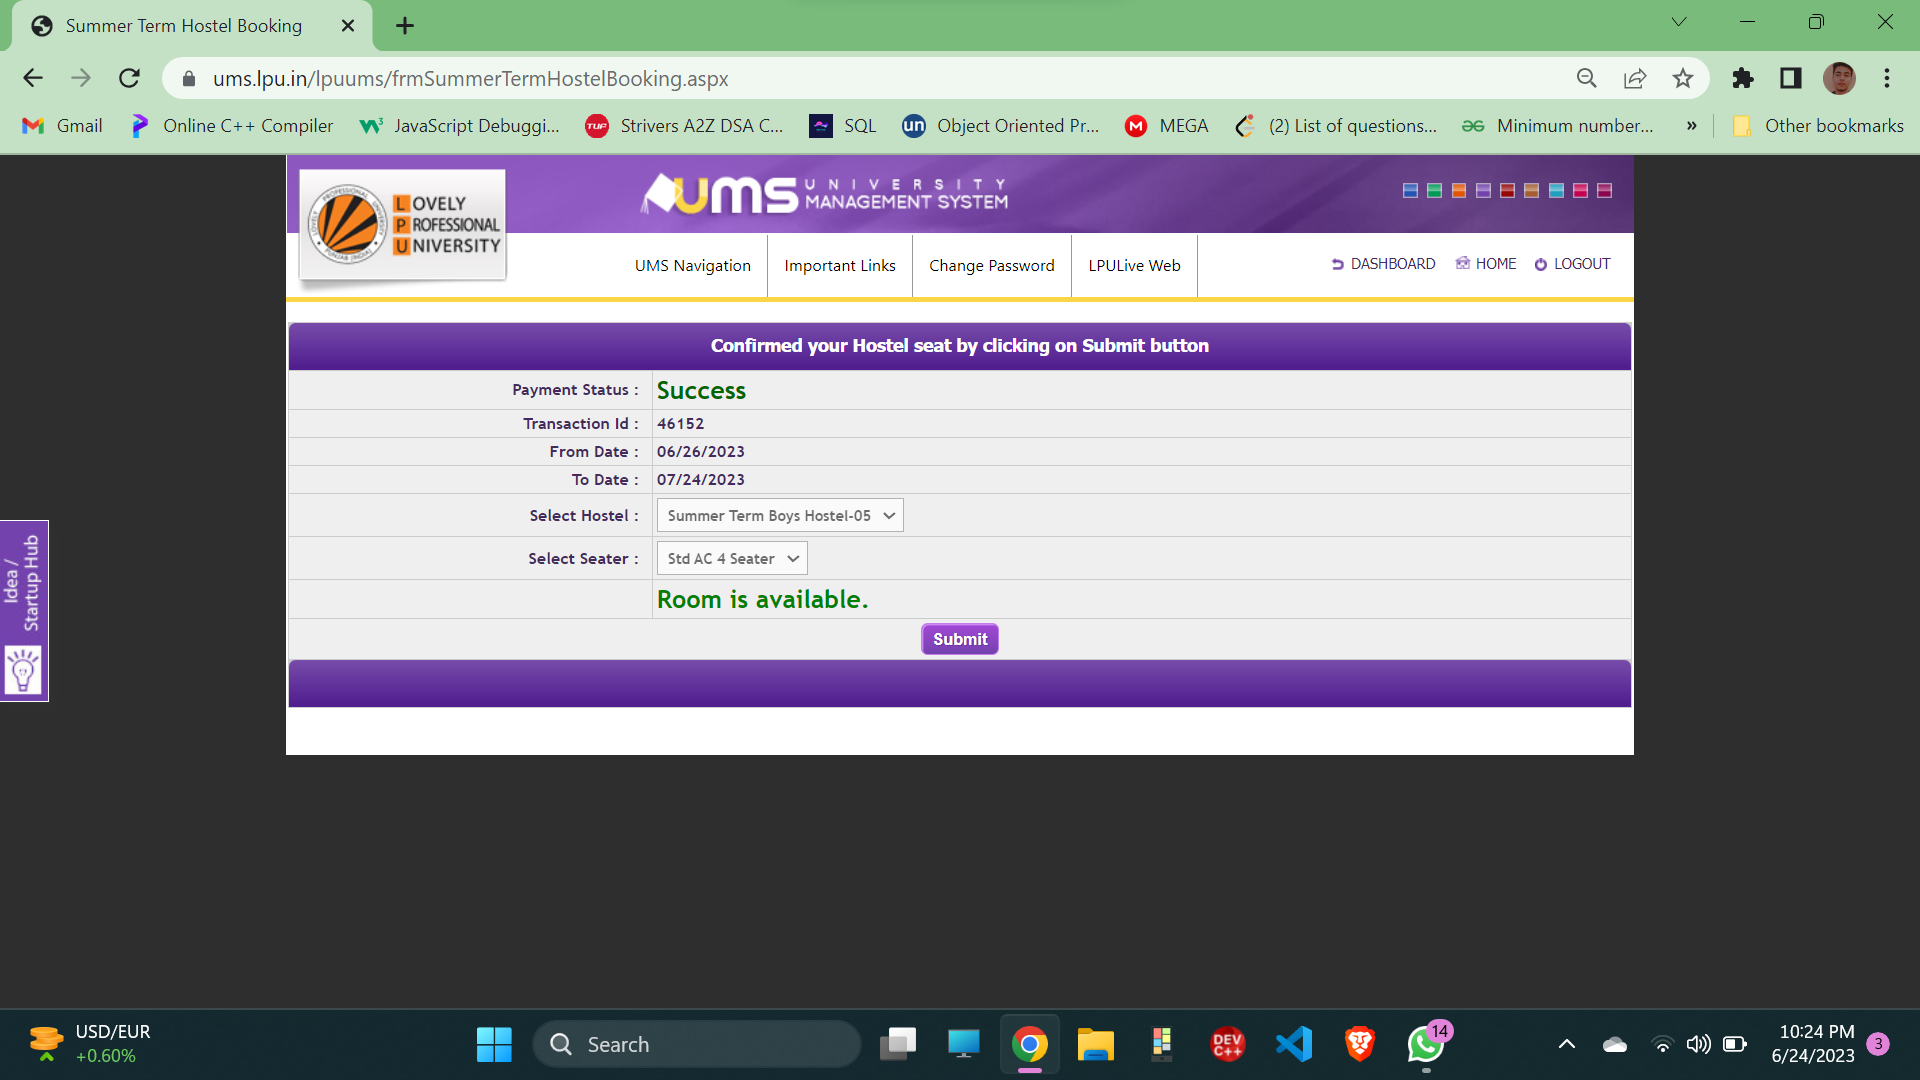 Summer Term Hostel Booking
ums.lpu.in/lpuums/frmSummerTermHostelBooking.aspx
Gmail
Online C++ Compiler
JavaScript Debuggi...
Strivers A2Z DSA C...
SQL
Object Oriented Pr...
MEGA
(2) List of questions...
Minimum number...
»
Other bookmarks
LOVELY
PROFESSIONAL
UNIVERSITY
UMS UNIVERSITY
MANAGEMENT SYSTEM
UMS Navigation
Important Links
Change Password
LPULive Web
DASHBOARD
HOME
LOGOUT
Confirmed your Hostel seat by clicking on Submit button
Payment Status : Success
Transaction Id : 46152
From Date : 06/26/2023
To Date : 07/24/2023
Select Hostel : Summer Term Boys Hostel-05
Select Seater : Std AC 4 Seater
Room is available.
Submit
Idea /
Startup Hub
USD/EUR
+0.60%
Search
DEV
C++
14
10:24 PM
6/24/2023
3